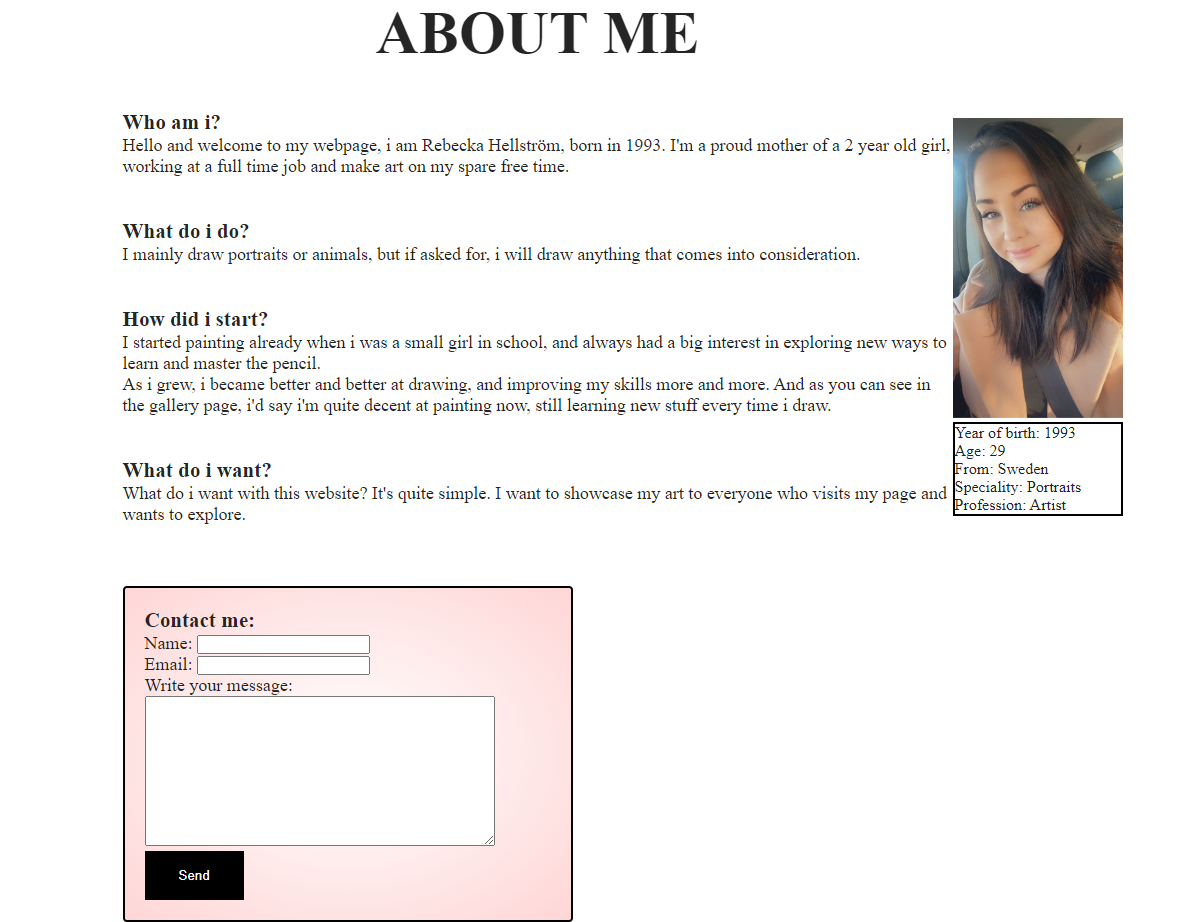 ABOUT ME
Who am i?
Hello and welcome to my webpage, i am Rebecka Hellström, born in 1993. I'm a proud mother of a 2 year old girl,
working at a full time job and make art on my spare free time.
What do i do?
I mainly draw portraits or animals, but if asked for, i will draw anything that comes into consideration.
How did i start?
I started painting already when i was a small girl in school, and always had a big interest in exploring new ways to
learn and master the pencil.
As i grew, i became better and better at drawing, and improving my skills more and more. And as you can see in
the gallery page, i'd say i'm quite decent at painting now, still learning new stuff every time i draw.
What do i want?
What do i want with this website? It's quite simple. I want to showcase my art to everyone who visits my page and
wants to explore.
Year of birth: 1993
Age: 29
From: Sweden
Speciality: Portraits
Profession: Artist
Contact me:
Name:
Email:
Write your message:
Send